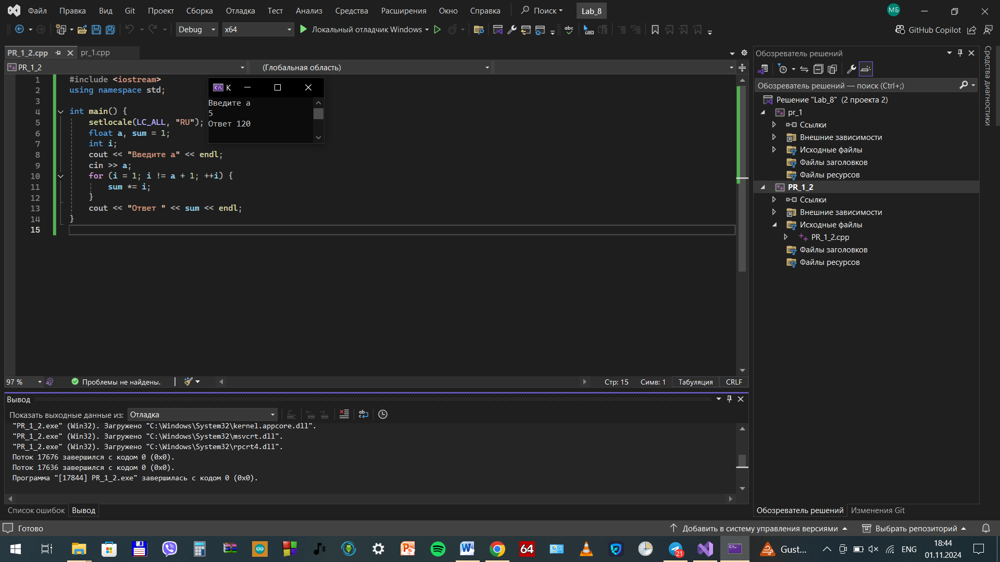 Файл Правка Вид Git Проект Сборка Отладка Тест Анализ Средства Расширения Окно Справка Поиск Lab_8 МБ
Debug x64 Локальный отладчик Windows abc GitHub Copilot
PR_1_2.cpp pr_1.cpp
PR_1_2 (Глобальная область)
1 #include <iostream>
2 using namespace std;
3
4 int main() {
5 setlocale(LC_ALL, "RU");
6 float a, sum = 1;
7 int i;
8 cout << "Введите a" << endl;
9 cin >> a;
10 for (i = 1; i != a + 1; ++i) {
11 sum *= i;
12 }
13 cout << "Ответ " << sum << endl;
14 }
15
C:\ К
Введите a
5
Ответ 120
97 % Проблемы не найдены. Стр: 15 Симв: 1 Табуляция CRLF
Вывод
Показать выходные данные из: Отладка
"PR_1_2.exe" (Win32). Загружено "C:\Windows\System32\kernel.appcore.dll".
"PR_1_2.exe" (Win32). Загружено "C:\Windows\System32\msvcrt.dll".
"PR_1_2.exe" (Win32). Загружено "C:\Windows\System32\rpcrt4.dll".
Поток 17676 завершился с кодом 0 (0x0).
Поток 17636 завершился с кодом 0 (0x0).
Программа "[17844] PR_1_2.exe" завершилась с кодом 0 (0x0).
Список ошибок Вывод
Обозреватель решений
Обозреватель решений — поиск (Ctrl+;)
Решение "Lab_8" (2 проекта 2)
pr_1
Ссылки
Внешние зависимости
Исходные файлы
Файлы заголовков
Файлы ресурсов
PR_1_2
Ссылки
Внешние зависимости
Исходные файлы
PR_1_2.cpp
Файлы заголовков
Файлы ресурсов
Обозреватель решений Изменения Git
Средства диагностики
Готово Добавить в систему управления версиями Выбрать репозиторий
64 21 Gust... ENG 18:44
01.11.2024